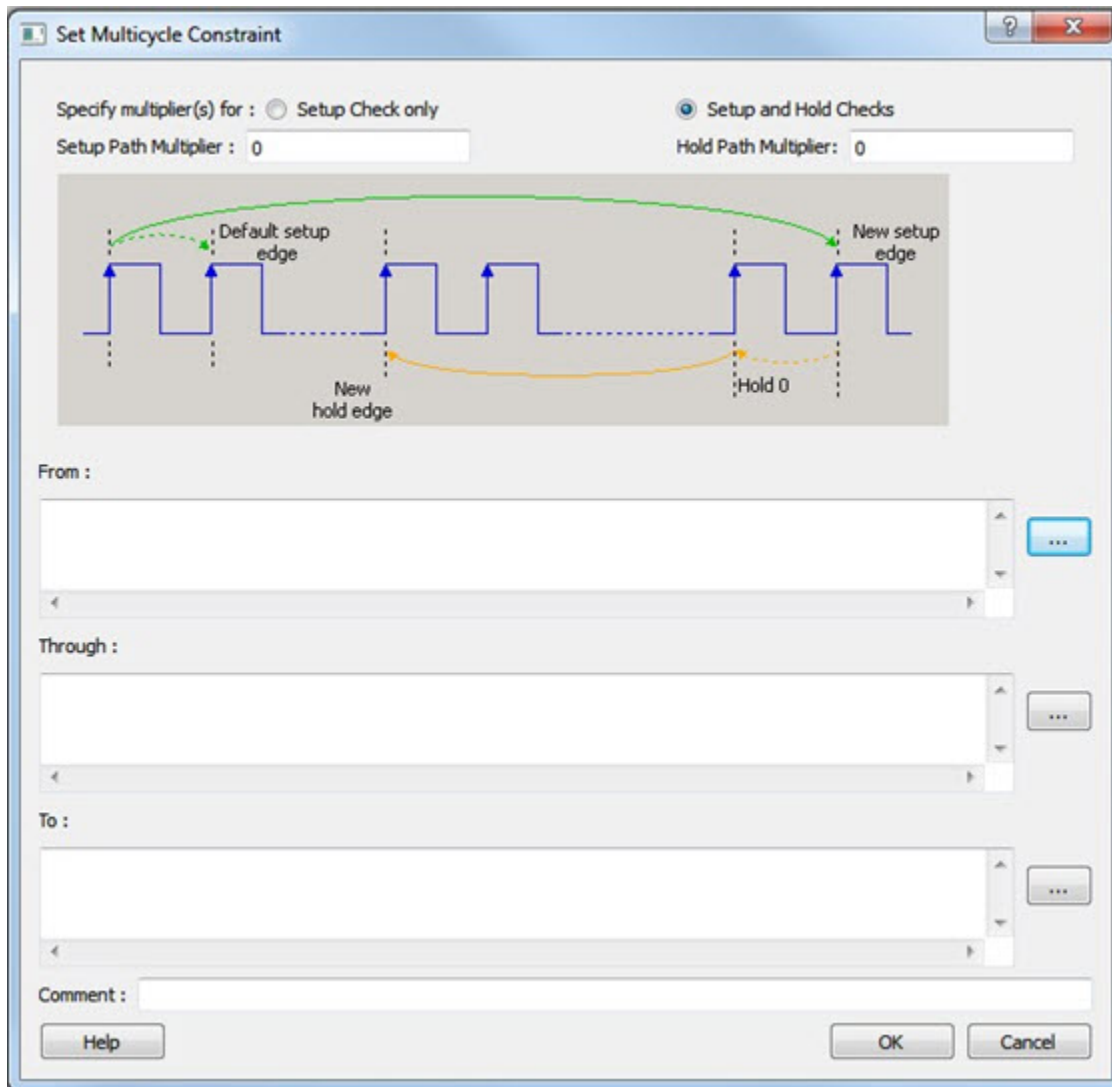 Set Multicycle Constraint
Specify multiplier(s) for : Setup Check only Setup and Hold Checks
Setup Path Multiplier : 0 Hold Path Multiplier: 0
Default setup
edge
New setup
edge
New
hold edge
Hold 0
From :
...
Through :
...
To :
...
Comment :
Help OK Cancel